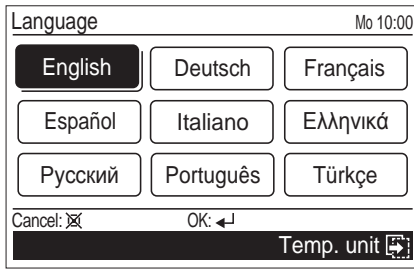 Language Mo 10:00
English Deutsch Français
Español Italiano Ελληνικά
Русский Português Türkçe
Cancel: OK:
Temp. unit